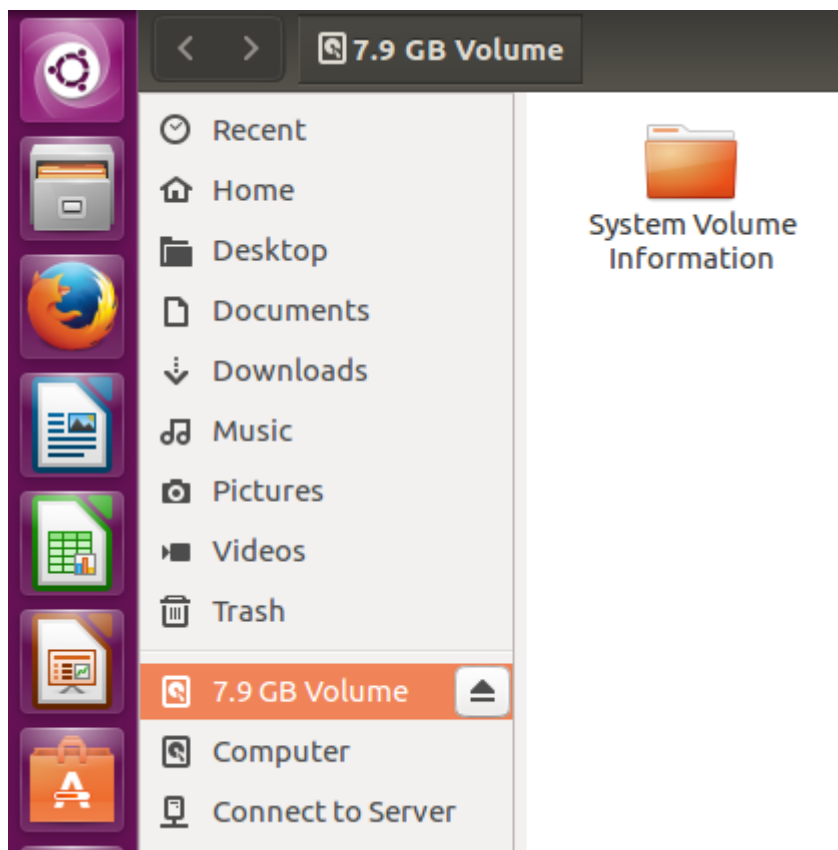 7.9 GB Volume
Recent
Home
Desktop
Documents
Downloads
Music
Pictures
Videos
Trash
7.9 GB Volume
Computer
Connect to Server
System Volume
Information